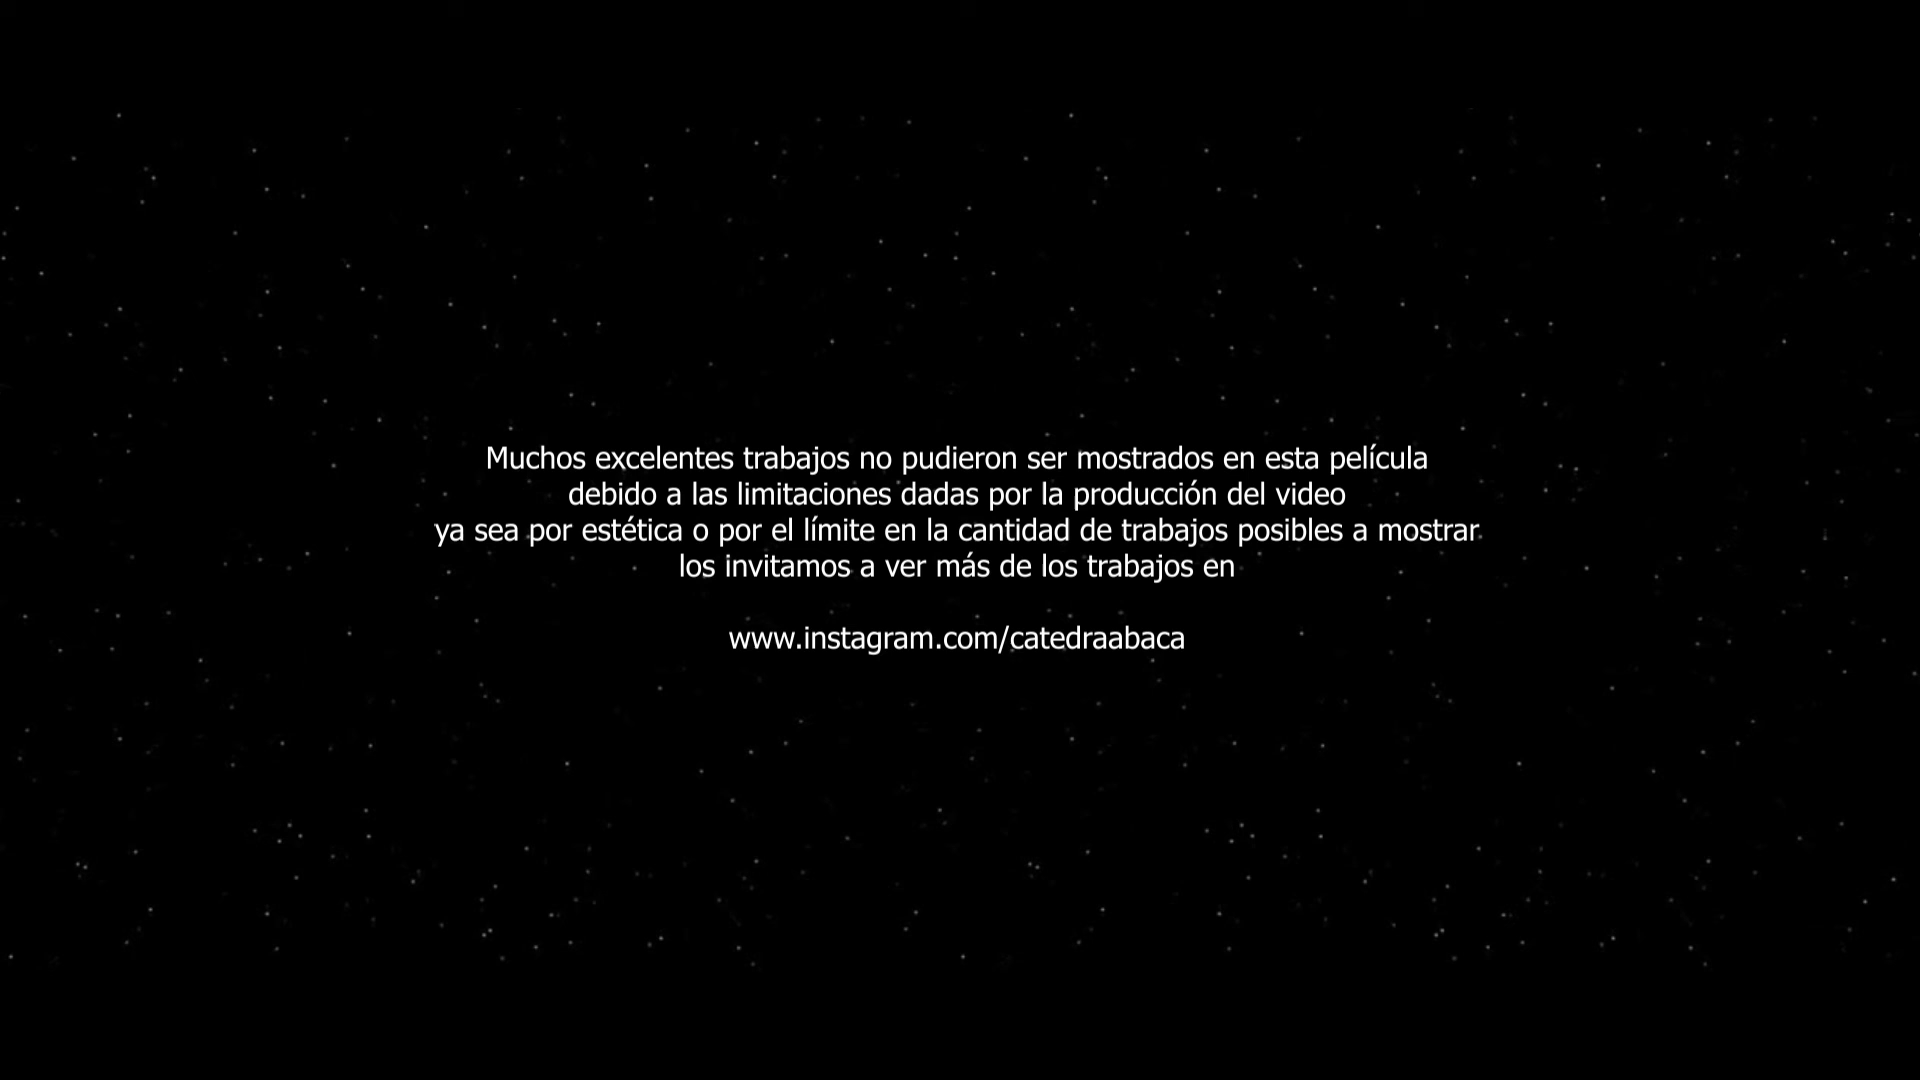 Muchos excelentes trabajos no pudieron ser mostrados en esta película
debido a las limitaciones dadas por la producción del video
ya sea por estética o por el límite en la cantidad de trabajos posibles a mostrar
los invitamos a ver más de los trabajos en
www.instagram.com/catedraabaca